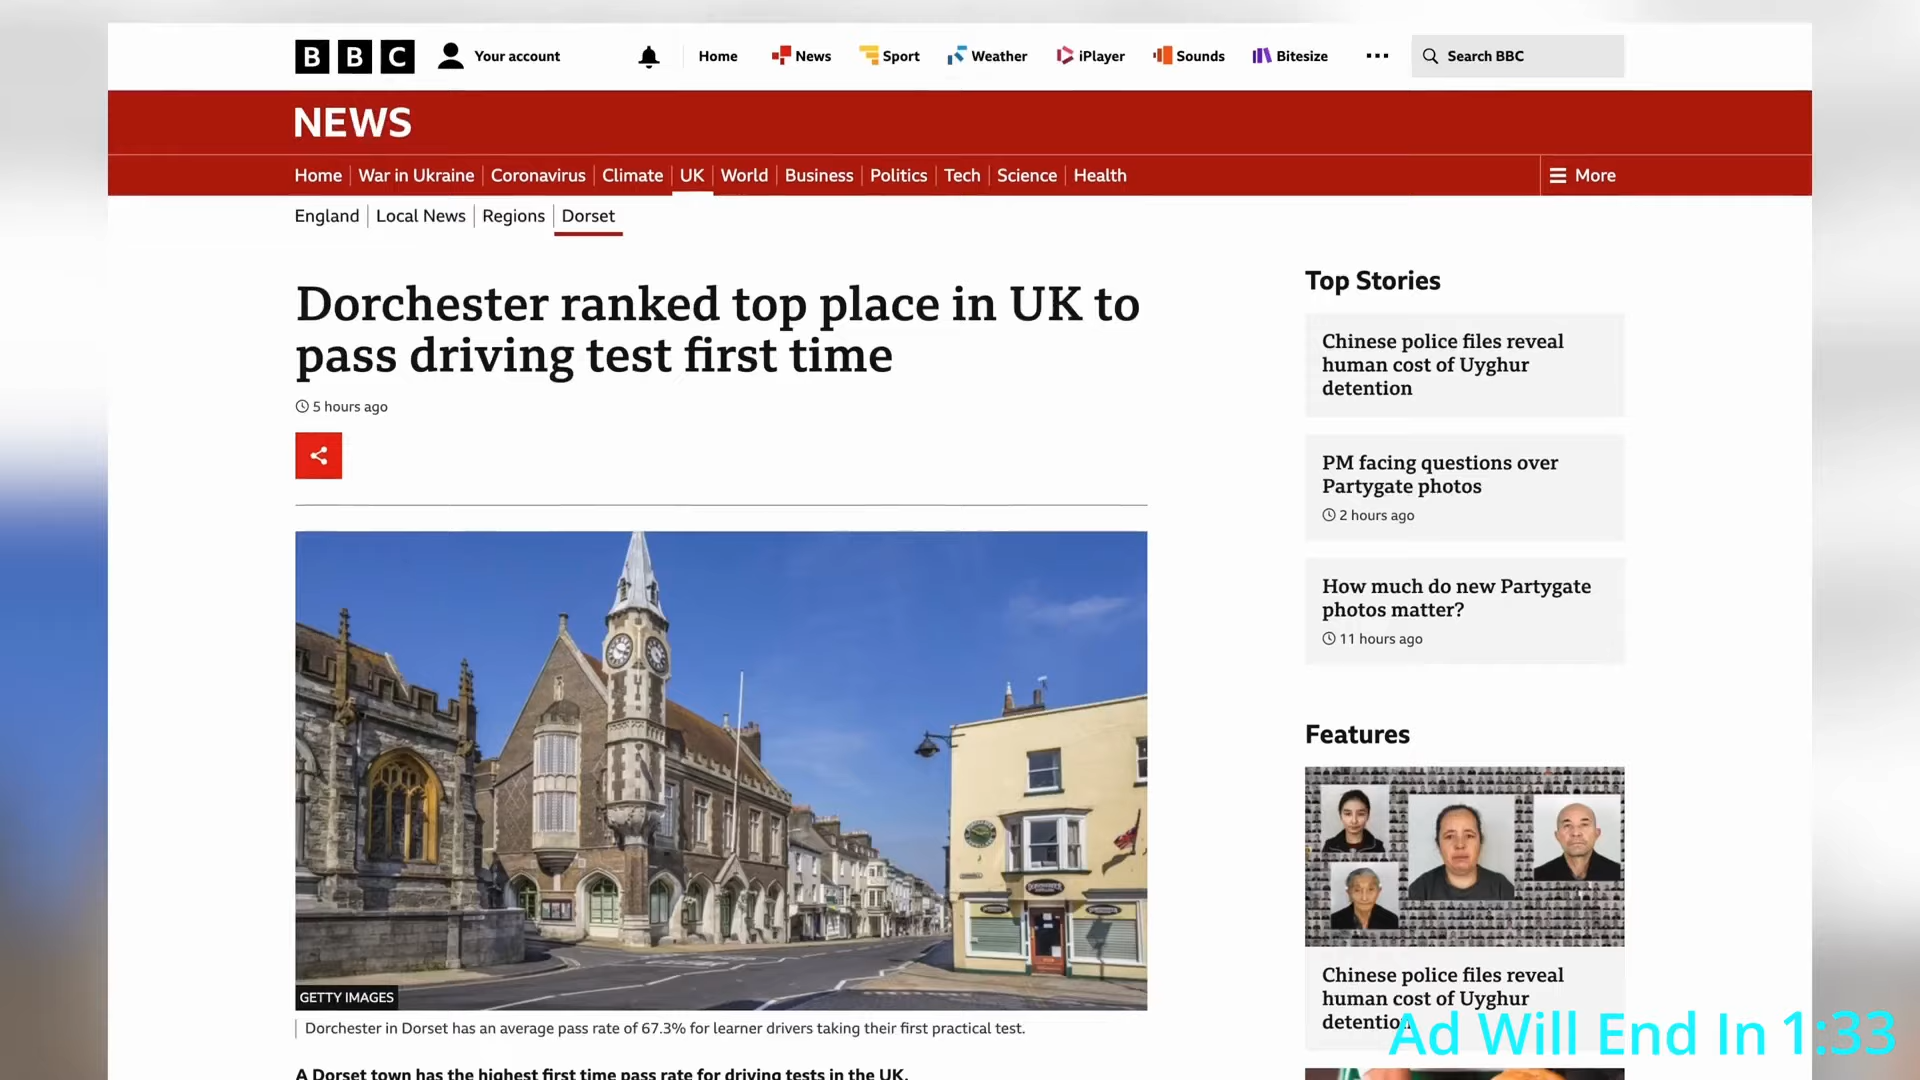 BBC
Your account
Home
News
Sport
Weather
iPlayer
Sounds
Bitesize
Search BBC
NEWS
Home
War in Ukraine
Coronavirus
Climate
UK
World
Business
Politics
Tech
Science
Health
More
England
Local News
Regions
Dorset
Dorchester ranked top place in UK to
pass driving test first time
5 hours ago
GETTY IMAGES
Dorchester in Dorset has an average pass rate of 67.3% for learner drivers taking their first practical test.
A Dorset town has the highest first time pass rate for driving tests in the UK.
Top Stories
Chinese police files reveal
human cost of Uyghur
detention
PM facing questions over
Partygate photos
2 hours ago
How much do new Partygate
photos matter?
11 hours ago
Features
Chinese police files reveal
human cost of Uyghur
detention
Ad Will End In 1:33